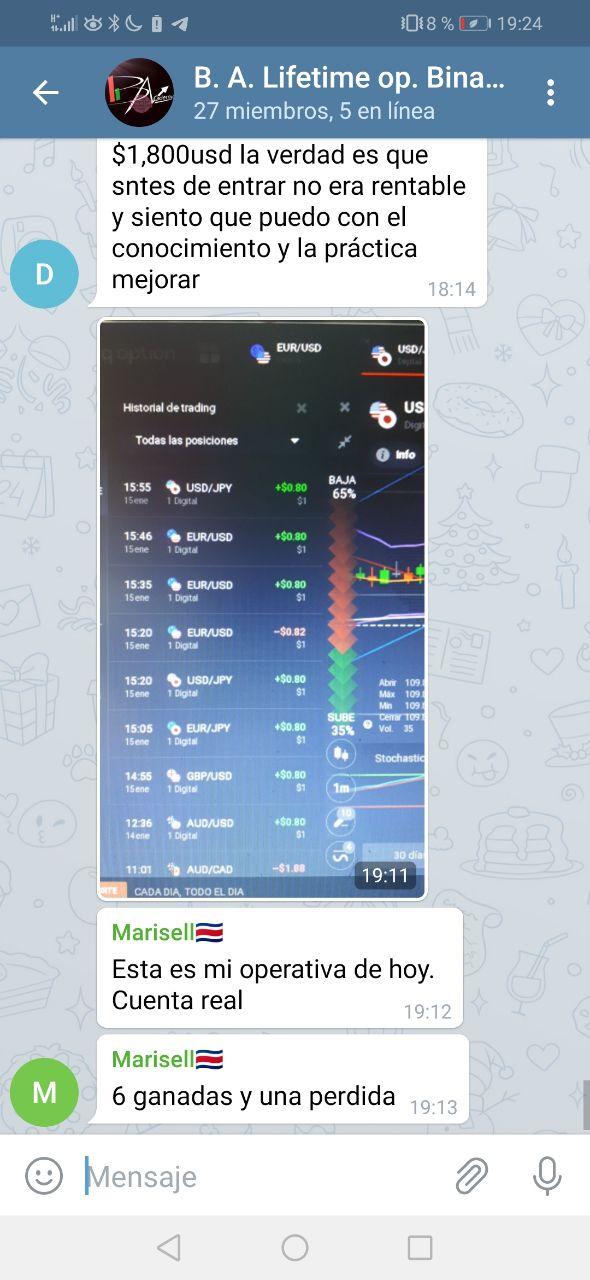 8 %
19:24
B. A. Lifetime op. Bina...
27 miembros, 5 en línea
$1,800usd la verdad es que
sntes de entrar no era rentable
y siento que puedo con el
conocimiento y la práctica
mejorar
18:14
D
EUR/USD
USD/
Historial de trading
Todas las posiciones
US
Info
BAJA
65%
15:55 USD/JPY +$0.80
15ene 1 Digital $1
15:46 EUR/USD +$0.80
15ene 1 Digital $1
15:35 EUR/USD +$0.80
15ene 1 Digital $1
15:20 EUR/USD −$0.82
15ene 1 Digital $1
15:20 USD/JPY +$0.80
15ene 1 Digital $1
15:05 EUR/JPY +$0.80
15ene 1 Digital $1
14:55 GBP/USD +$0.80
15ene 1 Digital $1
12:36 AUD/USD +$0.80
14ene 1 Digital $1
11:01 AUD/CAD −$1.88
SUBE
35%
Abrir 109.
Máx 109.
Min 109.
Cerrar 109.
Vol. 35
Stochastic
1m
10
4
30 día
CADA DIA, TODO EL DIA
19:11
Marisell
Esta es mi operativa de hoy.
Cuenta real
19:12
Marisell
6 ganadas y una perdida
19:13
M
Mensaje